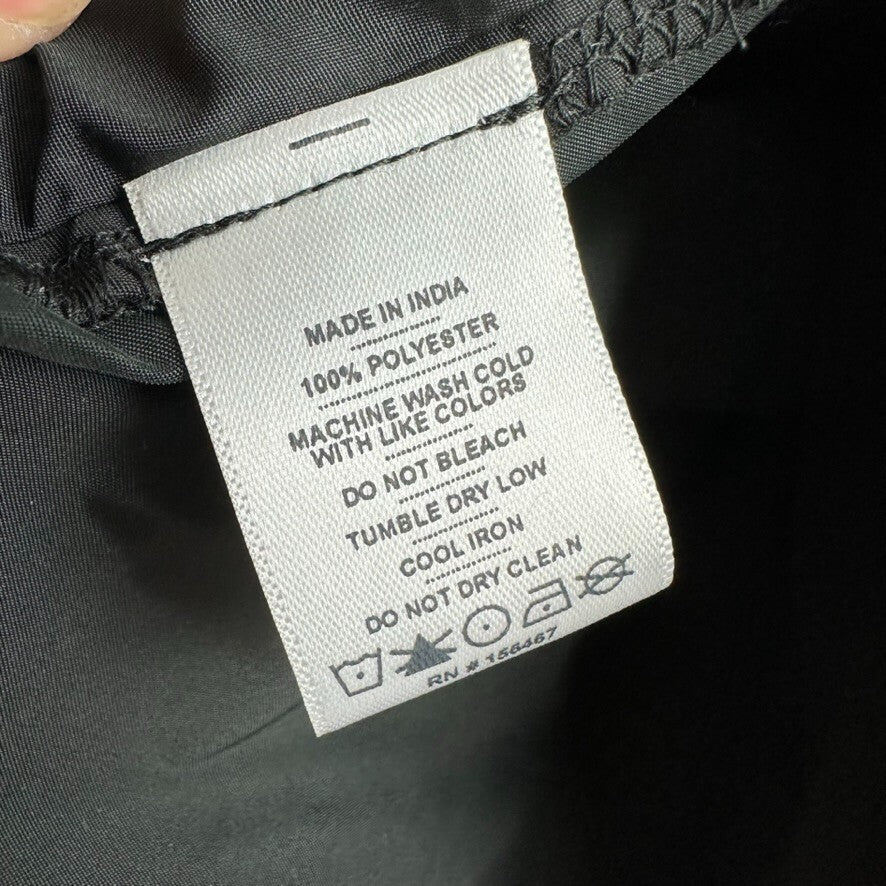 MADE IN INDIA
100% POLYESTER
MACHINE WASH COLD
WITH LIKE COLORS
DO NOT BLEACH
TUMBLE DRY LOW
COOL IRON
DO NOT DRY CLEAN
RN # 156467